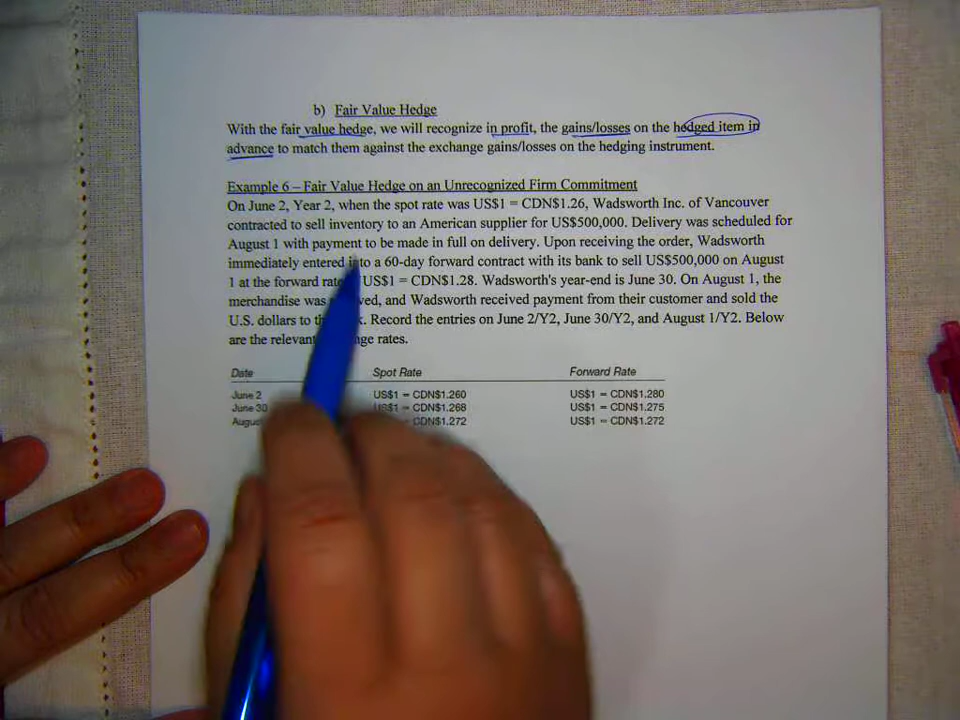 b) Fair Value Hedge
With the fair value hedge, we will recognize in profit, the gains/losses on the hedged item in
advance to match them against the exchange gains/losses on the hedging instrument.
Example 6 – Fair Value Hedge on an Unrecognized Firm Commitment
On June 2, Year 2, when the spot rate was US$1 = CDN$1.26, Wadsworth Inc. of Vancouver
contracted to sell inventory to an American supplier for US$500,000. Delivery was scheduled for
August 1 with payment to be made in full on delivery. Upon receiving the order, Wadsworth
immediately entered into a 60-day forward contract with its bank to sell US$500,000 on August
1 at the forward rate US$1 = CDN$1.28. Wadsworth's year-end is June 30. On August 1, the
merchandise was and Wadsworth received payment from their customer and sold the
U.S. dollars to Record the entries on June 2/Y2, June 30/Y2, and August 1/Y2. Below
are the relevant rates.
Date Spot Rate Forward Rate
June 2 US$1 = CDN$1.260 US$1 = CDN$1.280
June 30 US$1 = CDN$1.268 US$1 = CDN$1.275
CDN$1.272 US$1 = CDN$1.272